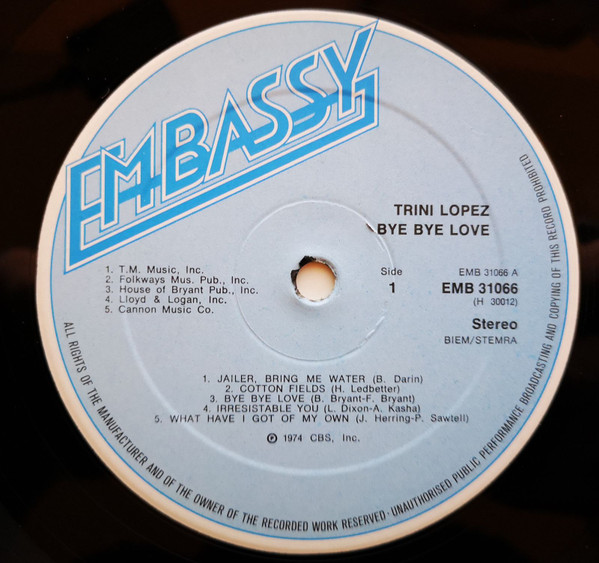 EMBASSY
TRINI LOPEZ
BYE BYE LOVE
1. T.M. Music, Inc.
2. Folkways Mus. Pub., Inc.
3. House of Bryant Pub., Inc.
4. Lloyd & Logan, Inc.
5. Cannon Music Co.
Side
1
EMB 31066 A
EMB 31066
(H 30012)
Stereo
BIEM/STEMRA
1. JAILER, BRING ME WATER (B. Darin)
2. COTTON FIELDS (H. Ledbetter)
3. BYE BYE LOVE (B. Bryant-F. Bryant)
4. IRRESISTABLE YOU (L. Dixon-A. Kasha)
5. WHAT HAVE I GOT OF MY OWN (J. Herring-P. Sawtell)
℗ 1974 CBS, Inc.
ALL RIGHTS OF THE MANUFACTURER AND OF THE OWNER OF THE RECORDED WORK RESERVED · UNAUTHORISED PUBLIC PERFORMANCE BROADCASTING AND COPYING OF THIS RECORD PROHIBITED